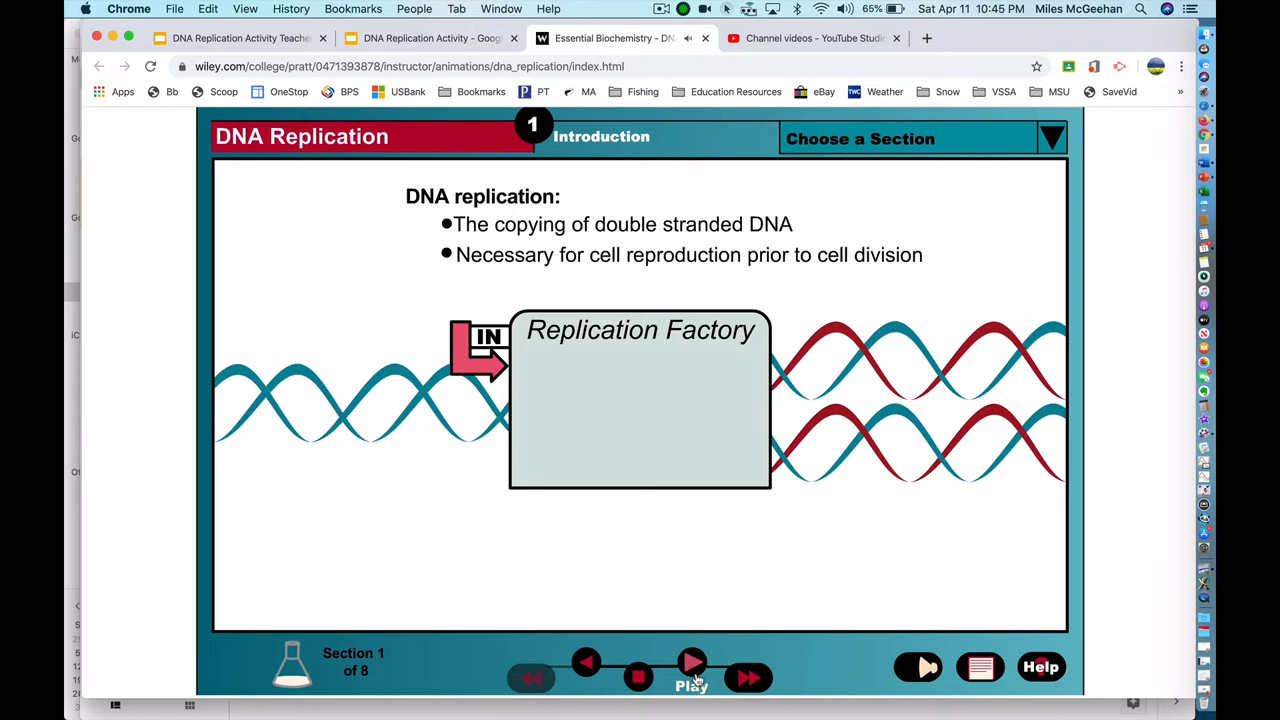 Chrome File Edit View History Bookmarks People Tab Window Help 65% Sat Apr 11 10:45 PM Miles McGeehan
DNA Replication Activity Teache DNA Replication Activity - Goog Essential Biochemistry - DNA Channel videos - YouTube Studi
wiley.com/college/pratt/0471393878/instructor/animations/dna_replication/index.html
Apps Bb Scoop OneStop BPS USBank Bookmarks PT MA Fishing Education Resources eBay Weather Snow VSSA MSU SaveVid
DNA Replication 1 Introduction Choose a Section
DNA replication:
●The copying of double stranded DNA
●Necessary for cell reproduction prior to cell division
IN Replication Factory
Section 1
of 8
Play
Help